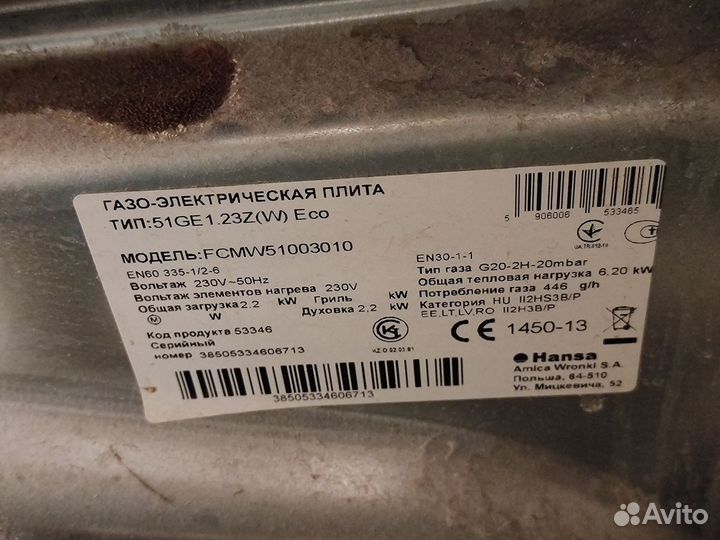 ГАЗО-ЭЛЕКТРИЧЕСКАЯ ПЛИТА
ТИП:51GE1.23Z(W) Eco
МОДЕЛЬ:FCMW51003010
EN60 335-1/2-6
Вольтаж 230V~50Hz
Вольтаж элементов нагрева 230V
Общая загрузка2.2 kW Гриль kW
M W Духовка 2,2 kW
Код продукта 53346
Серийный
номер 38505334606713
38505334606713
5 906006 533465
EN30-1-1
Тип газа G20-2H-20mbar
Общая тепловая нагрузка 6.20 kW
Потребление газа 446 g/h
Категория HU II2HS3B/P
EE,LT,LV,RO II2H3B/P
CE 1450-13
Hansa
Amica Wronki S.A.
Польша, 64-510
Ул. Мицкевича, 52
Avito